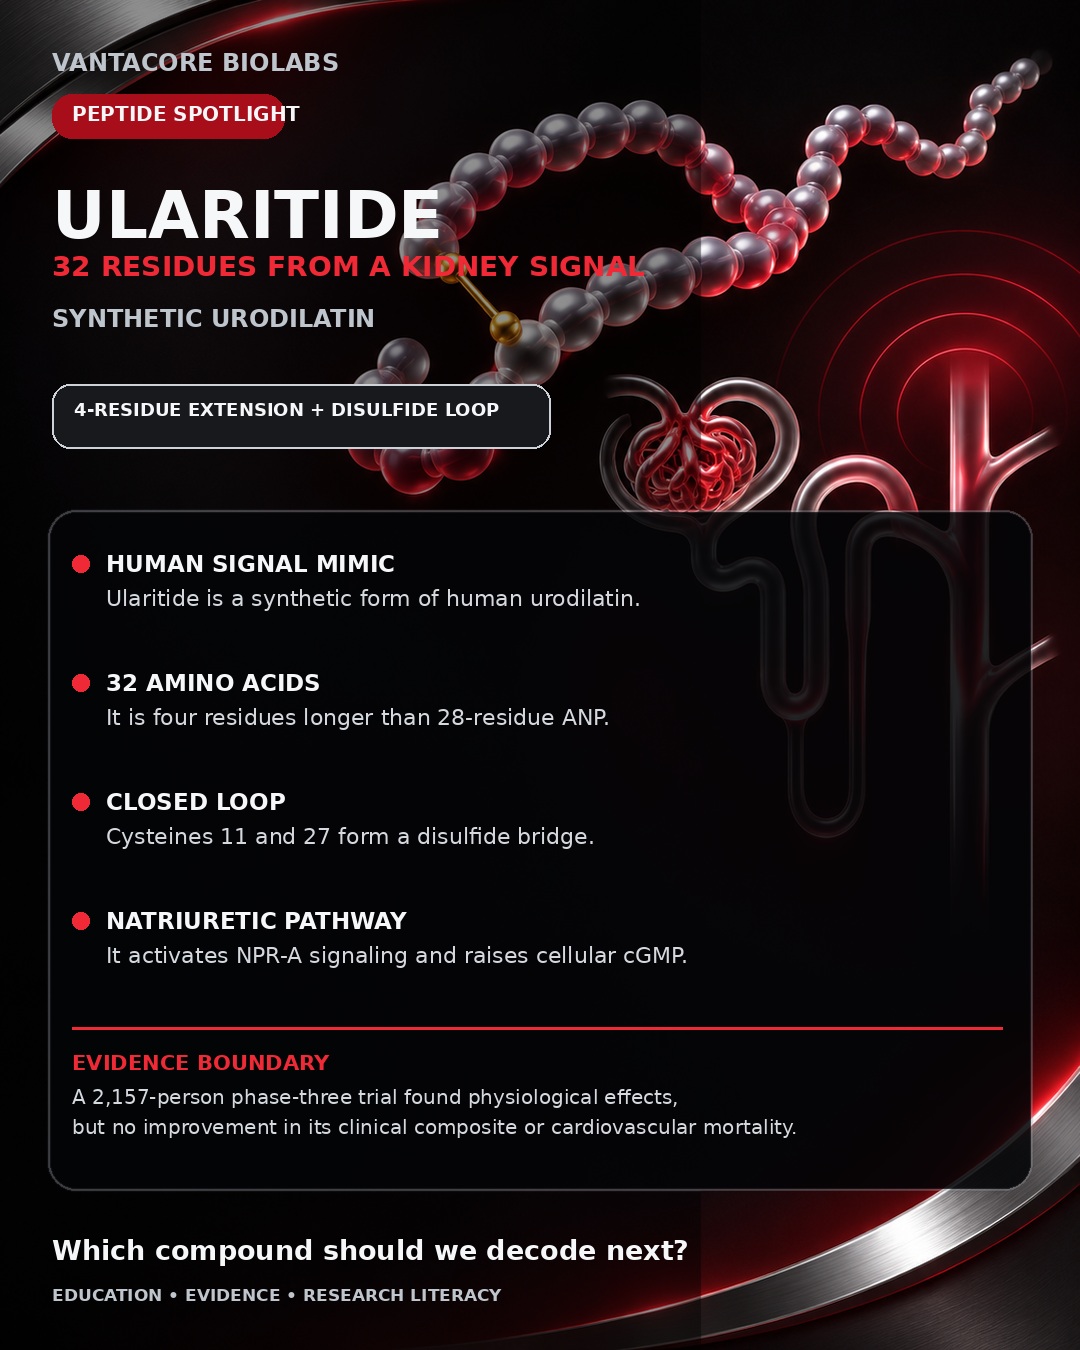 VANTACORE BIOLABS
PEPTIDE SPOTLIGHT
ULARITIDE
32 RESIDUES FROM A KIDNEY SIGNAL
SYNTHETIC URODILATIN
4-RESIDUE EXTENSION + DISULFIDE LOOP
HUMAN SIGNAL MIMIC
Ularitide is a synthetic form of human urodilatin.
32 AMINO ACIDS
It is four residues longer than 28-residue ANP.
CLOSED LOOP
Cysteines 11 and 27 form a disulfide bridge.
NATRIURETIC PATHWAY
It activates NPR-A signaling and raises cellular cGMP.
EVIDENCE BOUNDARY
A 2,157-person phase-three trial found physiological effects,
but no improvement in its clinical composite or cardiovascular mortality.
Which compound should we decode next?
EDUCATION • EVIDENCE • RESEARCH LITERACY